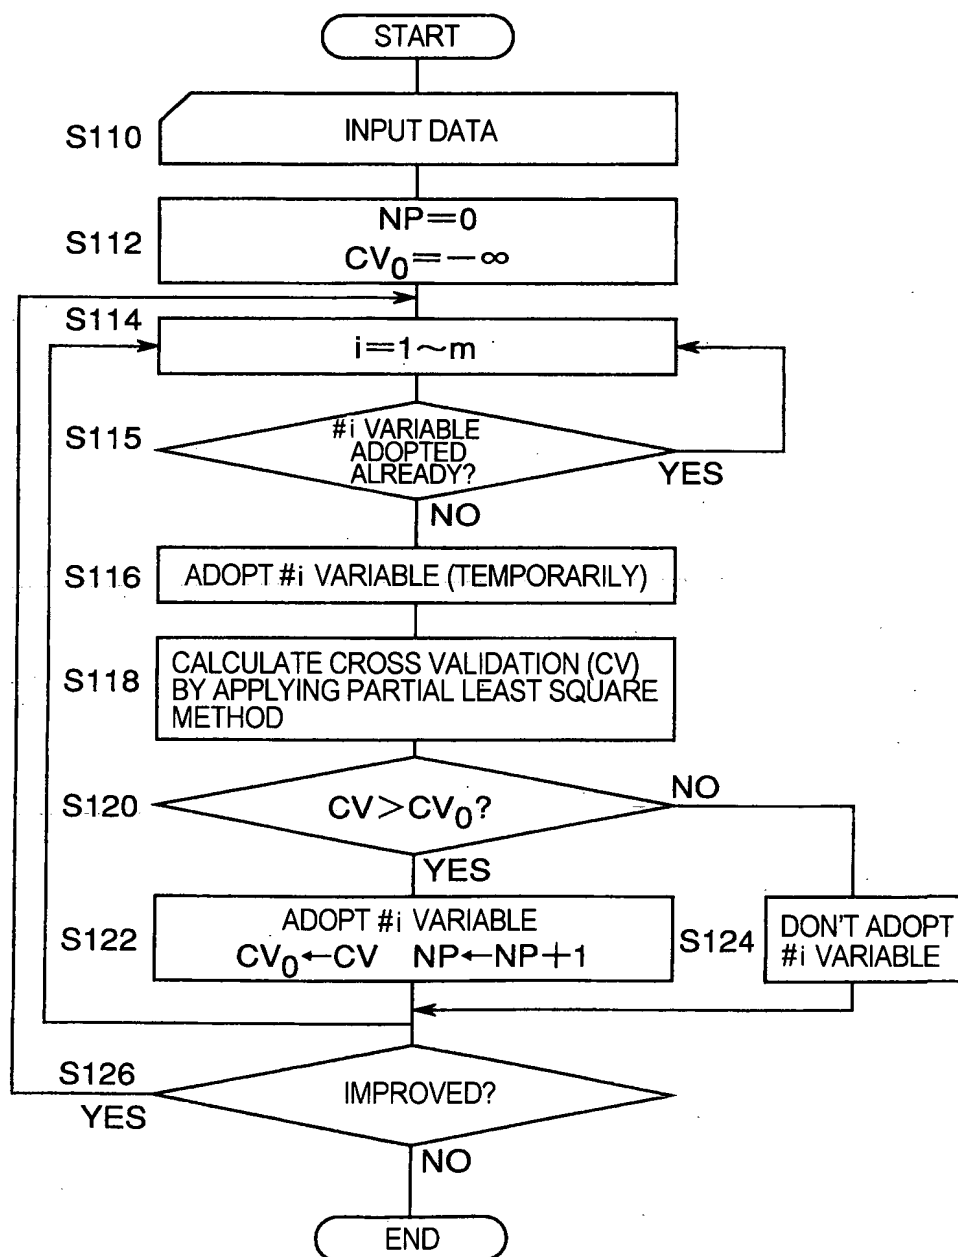 START
S110
INPUT DATA
S112
NP=0
CV₀=−∞
S114
i=1~m
S115
#i VARIABLE
ADOPTED
ALREADY?
YES
NO
S116
ADOPT #i VARIABLE (TEMPORARILY)
S118
CALCULATE CROSS VALIDATION (CV)
BY APPLYING PARTIAL LEAST SQUARE
METHOD
S120
CV>CV₀?
NO
YES
S122
ADOPT #i VARIABLE
CV₀←CV NP←NP+1
S124
DON'T ADOPT
#i VARIABLE
S126
IMPROVED?
YES
NO
END